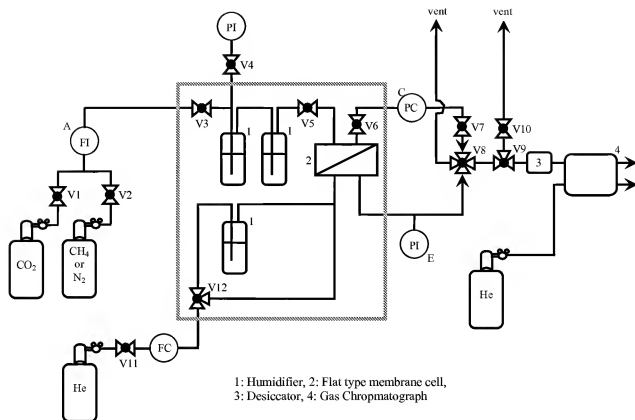 vent
vent
PI
V4
C
PC
V3
1
1
V5
V6
V7
V10
A
FI
V8
V9
4
2
3
V1
V2
1
PI
E
CO2
CH4
or
N2
V12
He
V11
FC
He
1: Humidifier, 2: Flat type membrane cell,
3: Desiccator, 4: Gas Chropmatograph